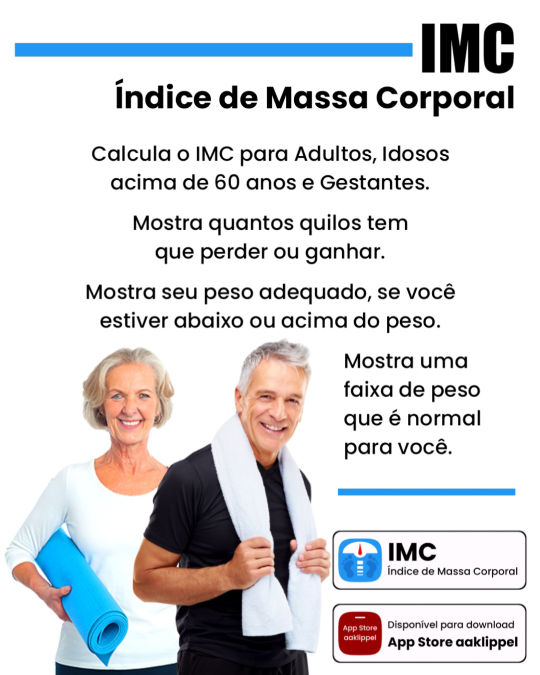 IMC
Índice de Massa Corporal
Calcula o IMC para Adultos, Idosos
acima de 60 anos e Gestantes.
Mostra quantos quilos tem
que perder ou ganhar.
Mostra seu peso adequado, se você
estiver abaixo ou acima do peso.
Mostra uma
faixa de peso
que é normal
para você.
IMC
Índice de Massa Corporal
App Store
aaklippel
Disponível para download
App Store aaklippel